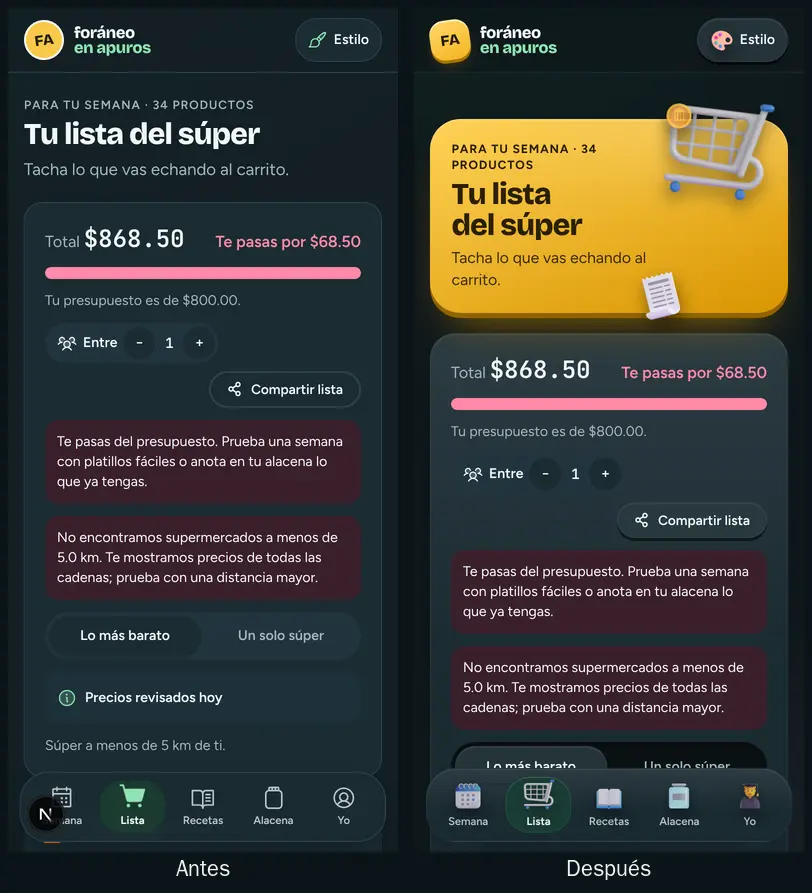 FA
foráneo
en apuros
Estilo
PARA TU SEMANA · 34 PRODUCTOS
Tu lista del súper
Tacha lo que vas echando al carrito.
Total $868.50
Te pasas por $68.50
Tu presupuesto es de $800.00.
Entre - 1 +
Compartir lista
Te pasas del presupuesto. Prueba una semana
con platillos fáciles o anota en tu alacena lo
que ya tengas.
No encontramos supermercados a menos de
5.0 km. Te mostramos precios de todas las
cadenas; prueba con una distancia mayor.
Lo más barato
Un solo súper
Precios revisados hoy
Súper a menos de 5 km de ti.
N
ana
Lista
Recetas
Alacena
Yo
Antes
FA
foráneo
en apuros
Estilo
PARA TU SEMANA · 34
PRODUCTOS
Tu lista
del súper
Tacha lo que vas echando al
carrito.
Total $868.50
Te pasas por $68.50
Tu presupuesto es de $800.00.
Entre - 1 +
Compartir lista
Te pasas del presupuesto. Prueba una semana
con platillos fáciles o anota en tu alacena lo
que ya tengas.
No encontramos supermercados a menos de
5.0 km. Te mostramos precios de todas las
cadenas; prueba con una distancia mayor.
Lo más barato
Un solo súper
Semana
Lista
Recetas
Alacena
Yo
Después